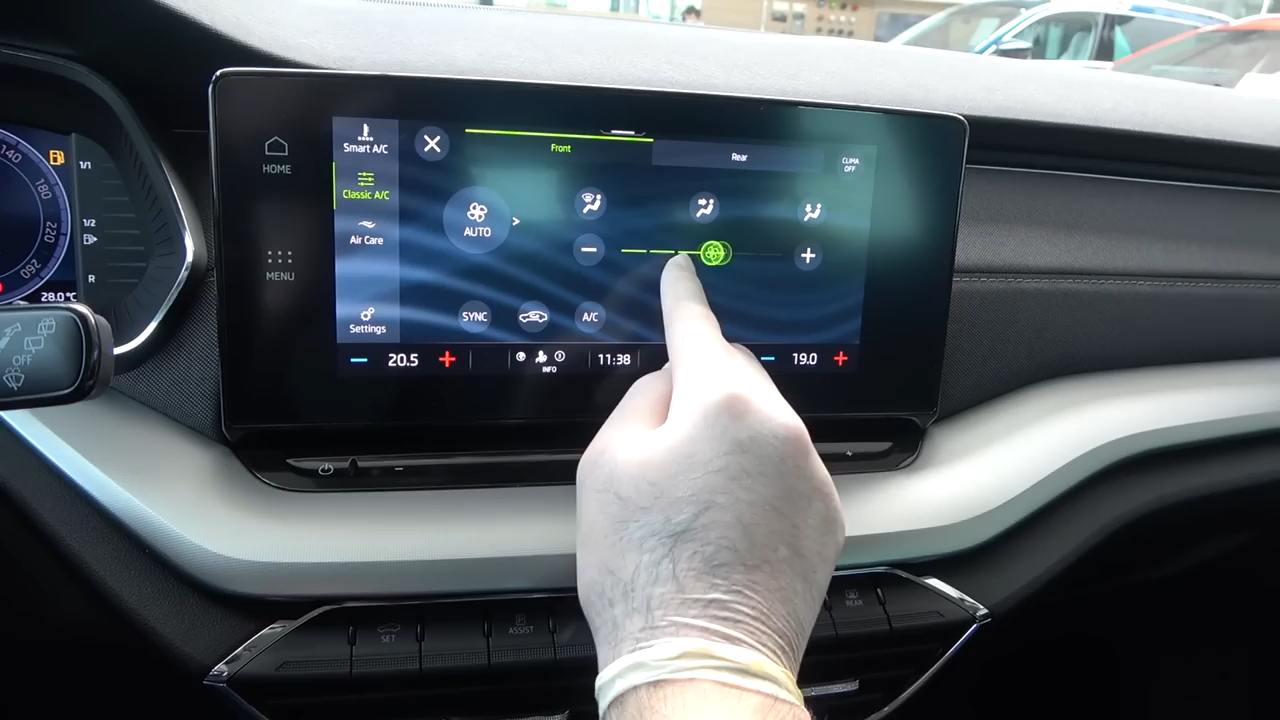 140
180
220
260
1/1
1/2
R
28.0°C
OFF
HOME
MENU
Smart A/C
Classic A/C
Air Care
Settings
Front
Rear
CLIMA
OFF
AUTO
SYNC
A/C
20.5
INFO
11:38
19.0
SET
ASSIST
P
REAR